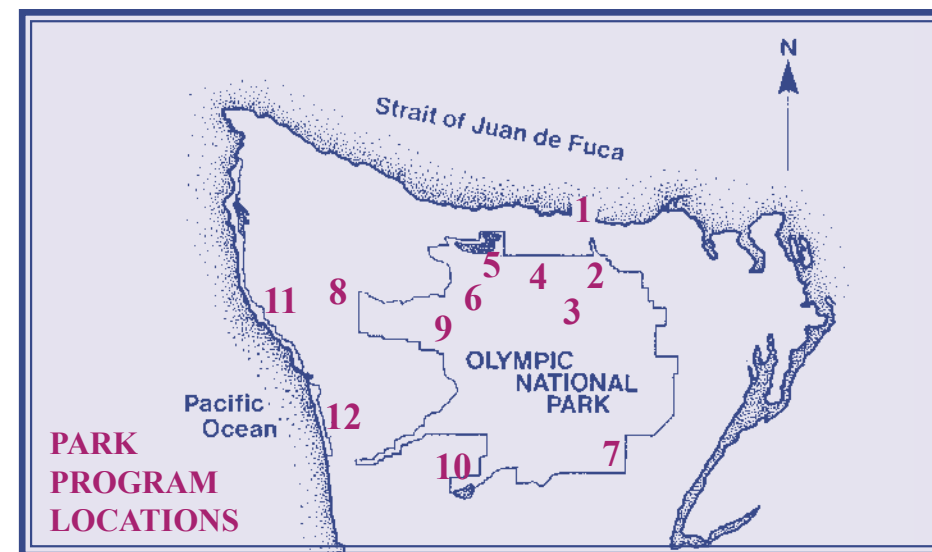 N
Strait of Juan de Fuca
1
5
4
2
6
3
8
11
9
OLYMPIC
NATIONAL
PARK
Pacific
Ocean
12
7
10
PARK
PROGRAM
LOCATIONS